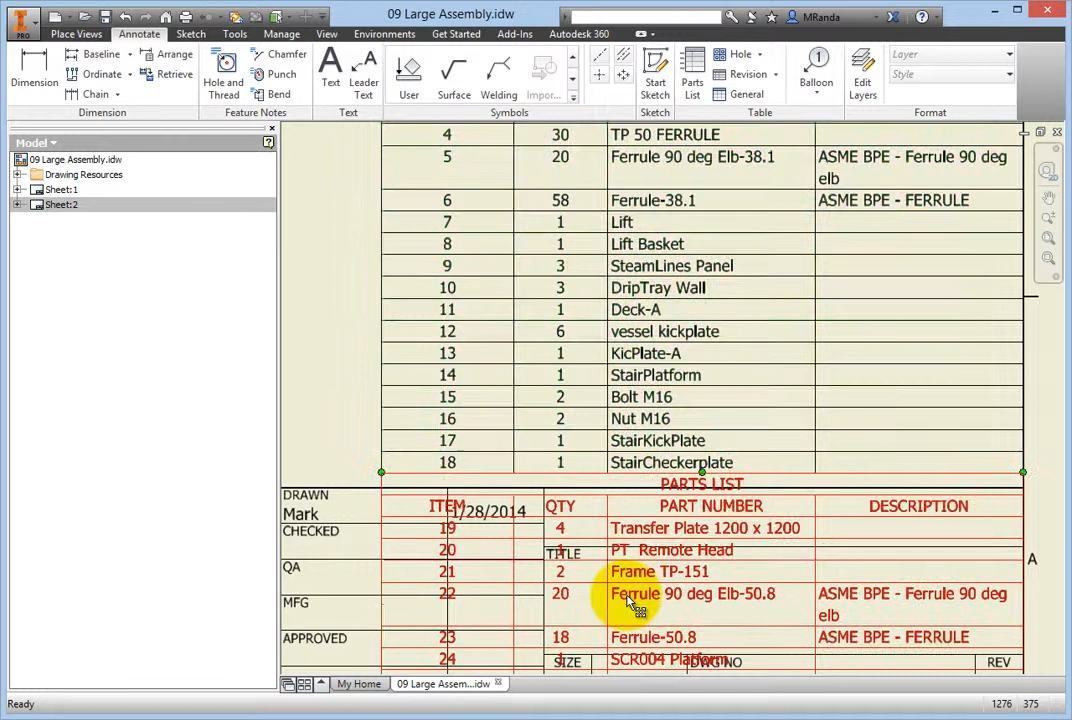 09 Large Assembly.idw
MRanda
PRO
Place Views Annotate Sketch Tools Manage View Environments Get Started Add-Ins Autodesk 360
Dimension
Baseline
Ordinate
Chain
Arrange
Retrieve
Dimension
Hole and Thread
Chamfer
Punch
Bend
Feature Notes
Text
Leader Text
Text
User
Surface
Welding
Impor...
Symbols
Start Sketch
Sketch
Parts List
Hole
Revision
General
Table
Balloon
Edit Layers
Layer
Style
Format
Model
09 Large Assembly.idw
Drawing Resources
Sheet:1
Sheet:2
4 30 TP 50 FERRULE
5 20 Ferrule 90 deg Elb-38.1 ASME BPE - Ferrule 90 deg
elb
6 58 Ferrule-38.1 ASME BPE - FERRULE
7 1 Lift
8 1 Lift Basket
9 3 SteamLines Panel
10 3 DripTray Wall
11 1 Deck-A
12 6 vessel kickplate
13 1 KicPlate-A
14 1 StairPlatform
15 2 Bolt M16
16 2 Nut M16
17 1 StairKickPlate
18 1 StairCheckerplate
PARTS LIST
ITEM QTY PART NUMBER DESCRIPTION
19 4 Transfer Plate 1200 x 1200
20 1 PT Remote Head
21 2 Frame TP-151
22 20 Ferrule 90 deg Elb-50.8 ASME BPE - Ferrule 90 deg
elb
23 18 Ferrule-50.8 ASME BPE - FERRULE
24 1 SCR004 Platform
DRAWN
Mark 1/28/2014
CHECKED
QA
MFG
APPROVED
TITLE
A
SIZE DWG NO REV
My Home 09 Large Assem...idw
Ready 1276 375